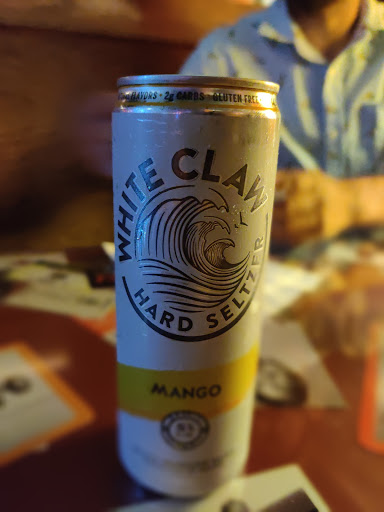 FLAVORS • 2g CARBS • GLUTEN FREE
WHITE CLAW
HARD SELTZER
MANGO